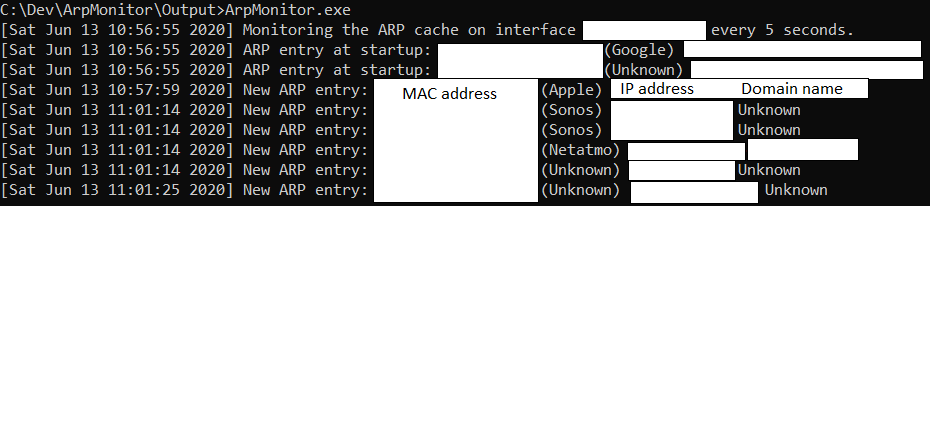 C:\Dev\ArpMonitor\Output>ArpMonitor.exe
[Sat Jun 13 10:56:55 2020] Monitoring the ARP cache on interface every 5 seconds.
[Sat Jun 13 10:56:55 2020] ARP entry at startup: (Google)
[Sat Jun 13 10:56:55 2020] ARP entry at startup: (Unknown)
[Sat Jun 13 10:57:59 2020] New ARP entry: MAC address (Apple) IP address Domain name
[Sat Jun 13 11:01:14 2020] New ARP entry: (Sonos) Unknown
[Sat Jun 13 11:01:14 2020] New ARP entry: (Sonos) Unknown
[Sat Jun 13 11:01:14 2020] New ARP entry: (Netatmo)
[Sat Jun 13 11:01:14 2020] New ARP entry: (Unknown) Unknown
[Sat Jun 13 11:01:25 2020] New ARP entry: (Unknown) Unknown